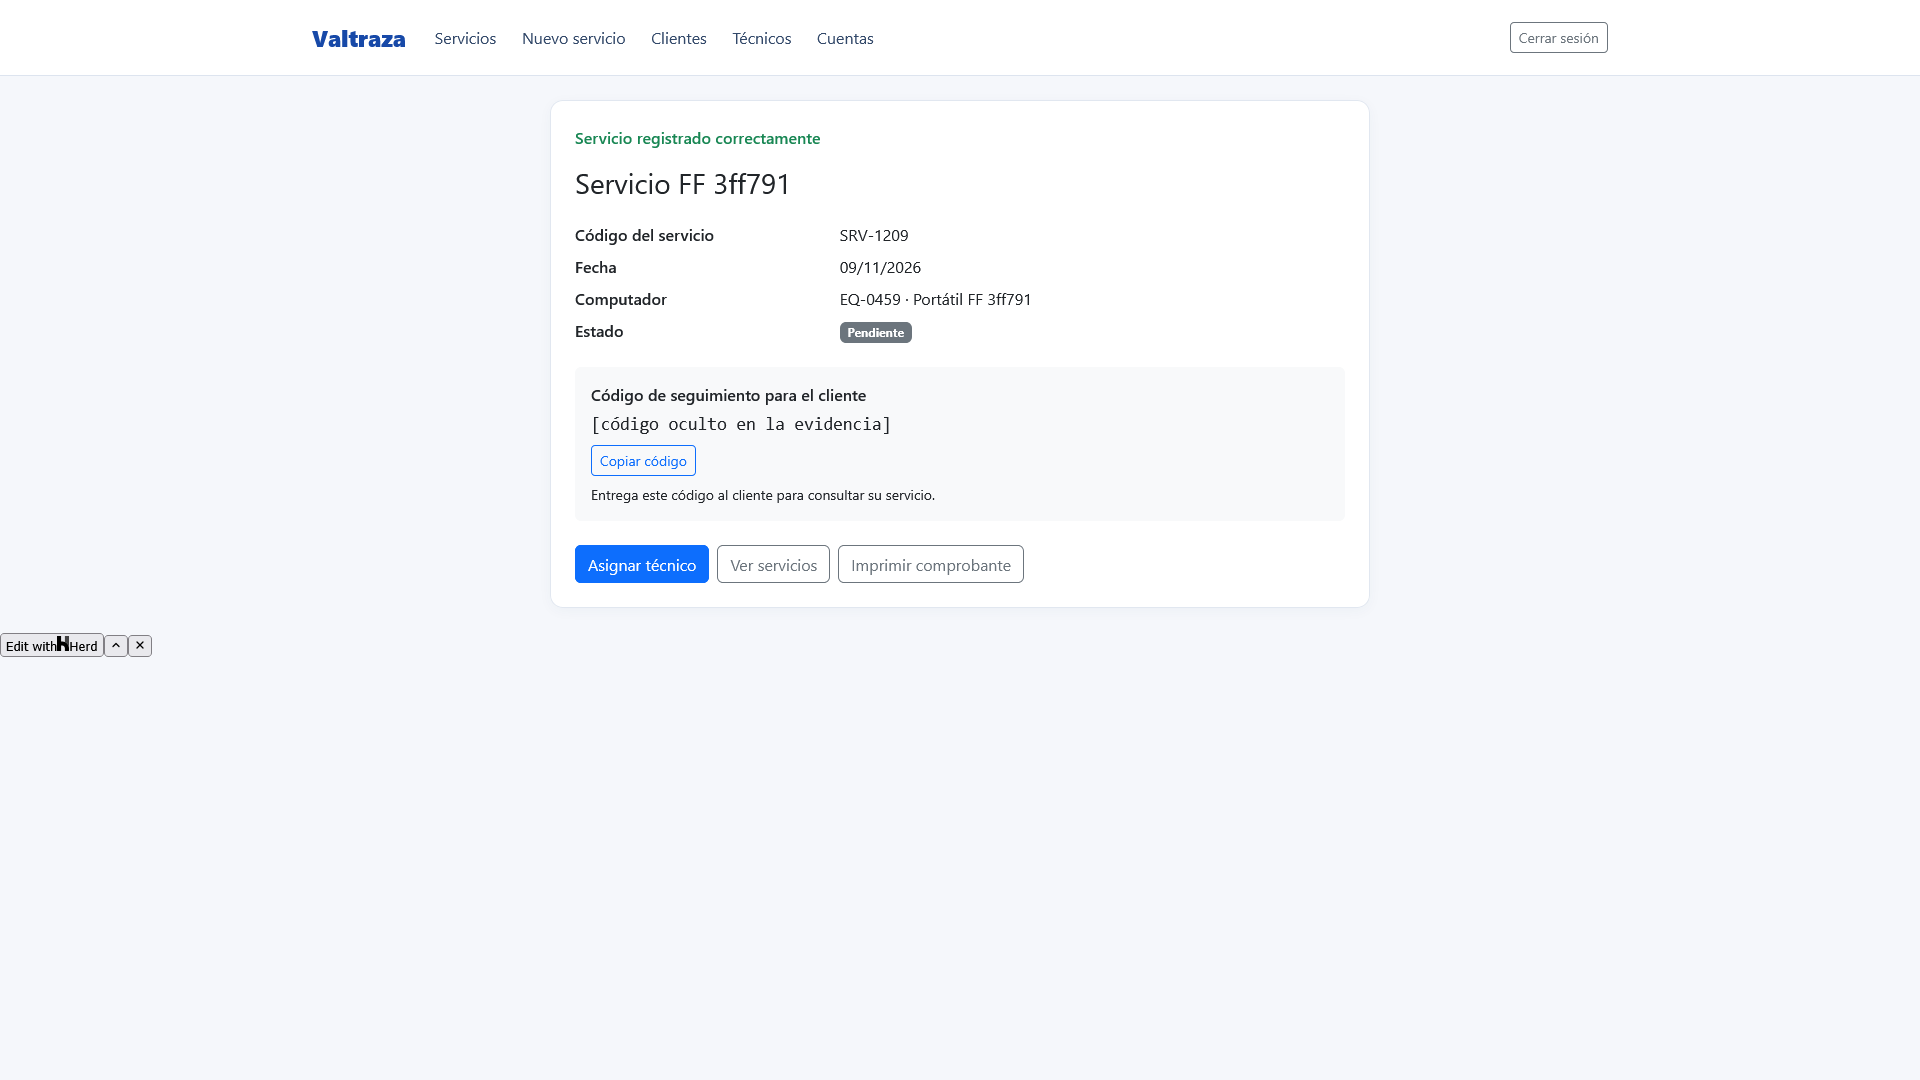 Valtraza Servicios Nuevo servicio Clientes Técnicos Cuentas Cerrar sesión
Servicio registrado correctamente
Servicio FF 3ff791
Código del servicio SRV-1209
Fecha 09/11/2026
Computador EQ-0459 · Portátil FF 3ff791
Estado Pendiente
Código de seguimiento para el cliente
[código oculto en la evidencia]
Copiar código
Entrega este código al cliente para consultar su servicio.
Asignar técnico Ver servicios Imprimir comprobante
Edit with Herd